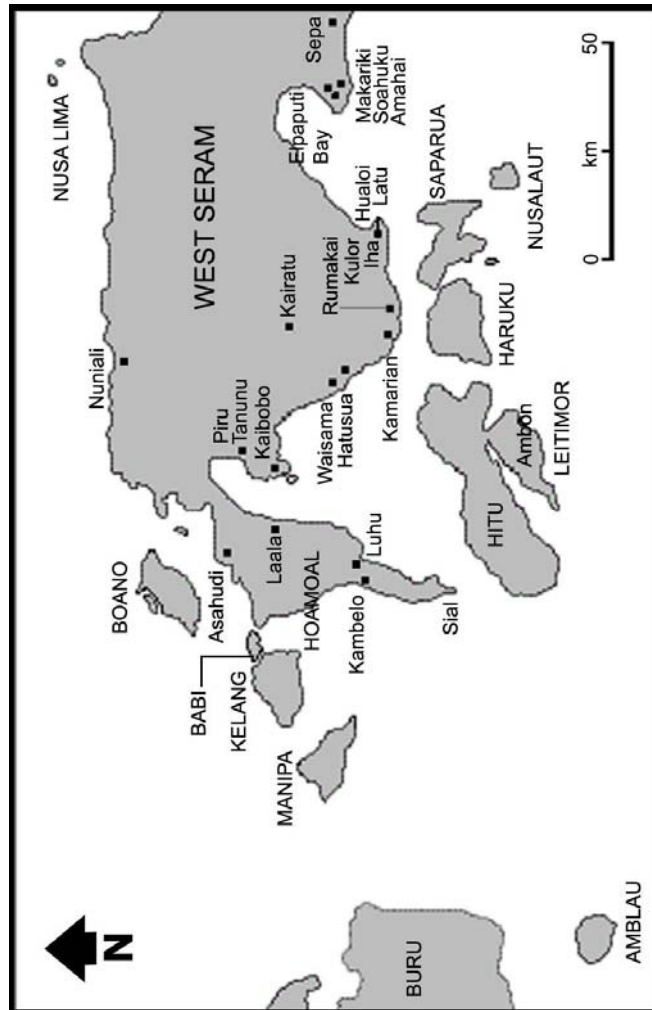 N
NUSA LIMA
Nuniali
BOANO
WEST SERAM
BABI
Asahudi
Piru
Tanunu
Kaibobo
KELANG
Laala
Kairatu
Elpaputi
Bay
Sepa
MANIPA
HOAMOAL
Waisama
Hatusua
Rumakai
Kulor
Iha
Hualoi
Latu
Makariki
Soahuku
Amahai
Kambelo
Luhu
Kamarian
BURU
Sial
SAPARUA
HITU
Ambon
HARUKU
NUSALAUT
LEITIMOR
AMBLAU
0 km 50